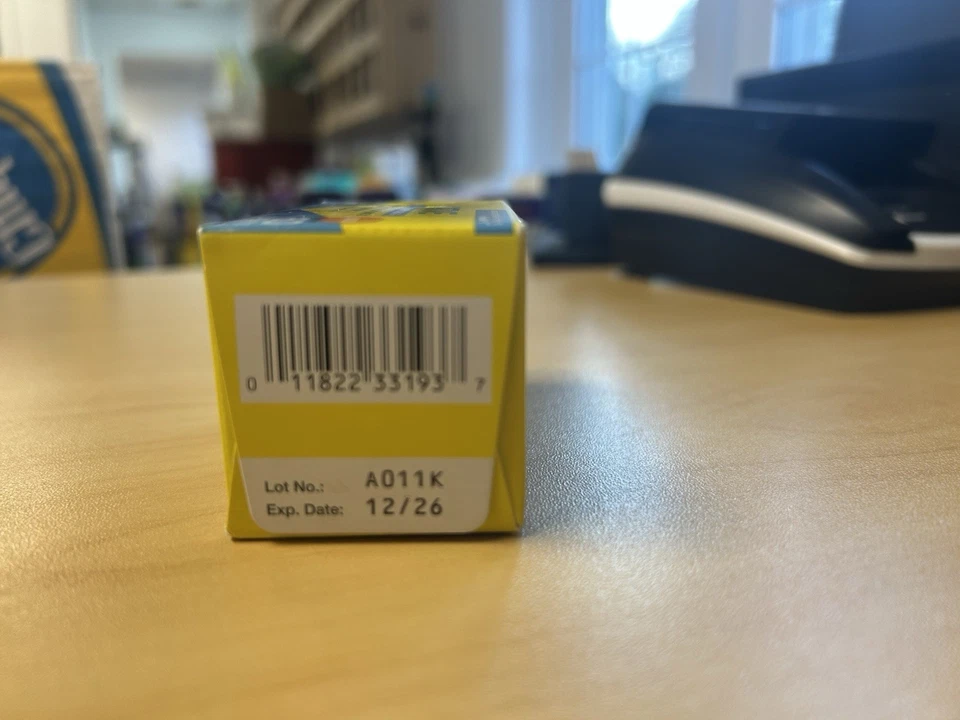 0 11822 33193 7
Lot No.: A011K
Exp. Date: 12/26